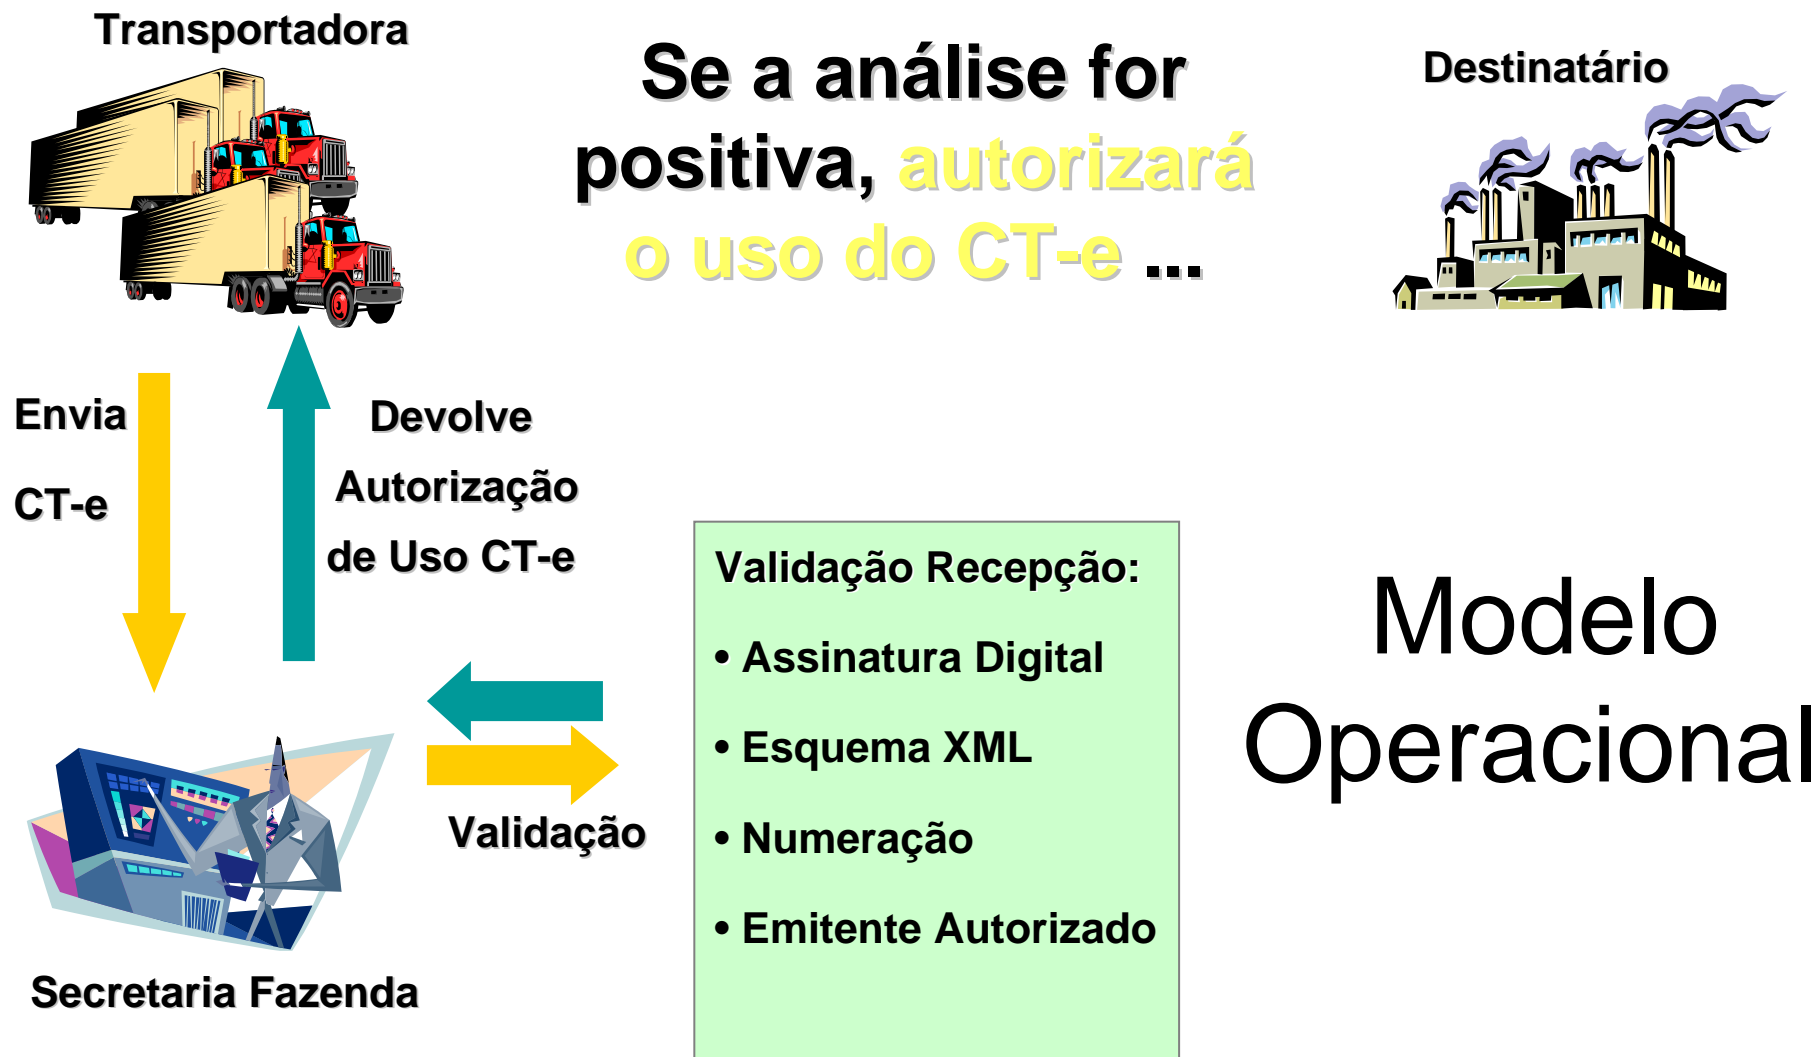 Transportadora
Se a análise for
positiva, autorizará
o uso do CT-e ...
Destinatário
Envia
CT-e
Devolve
Autorização
de Uso CT-e
Validação Recepção:
• Assinatura Digital
• Esquema XML
• Numeração
• Emitente Autorizado
Modelo
Operacional
Validação
Secretaria Fazenda